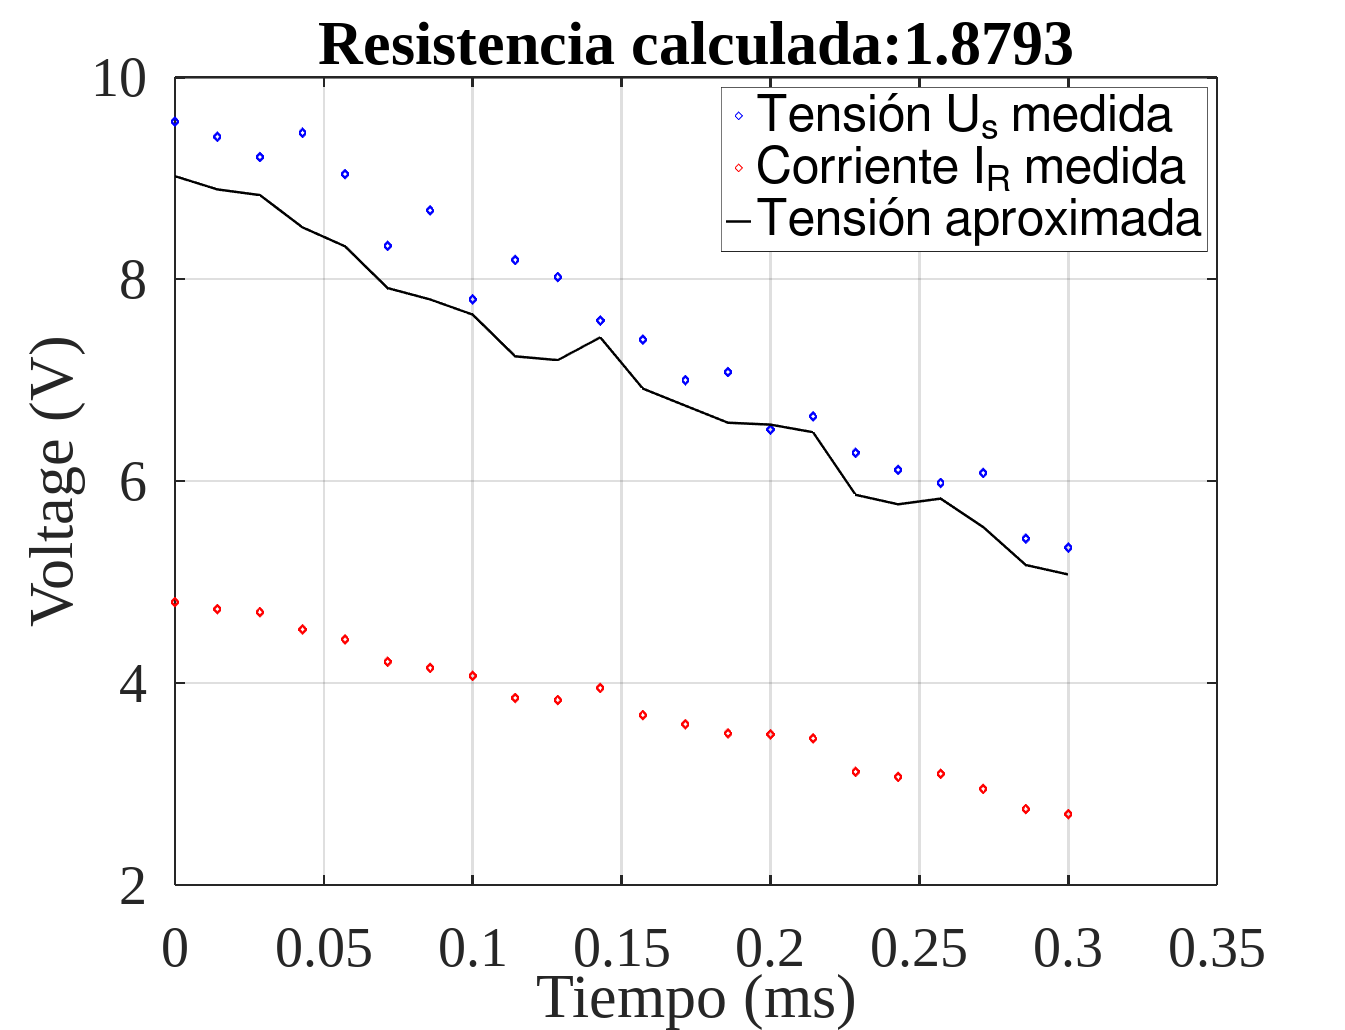 Resistencia calculada:1.8793
10
8
6
4
2
Voltage (V)
Tensión Us medida
Corriente IR medida
Tensión aproximada
0 0.05 0.1 0.15 0.2 0.25 0.3 0.35
Tiempo (ms)